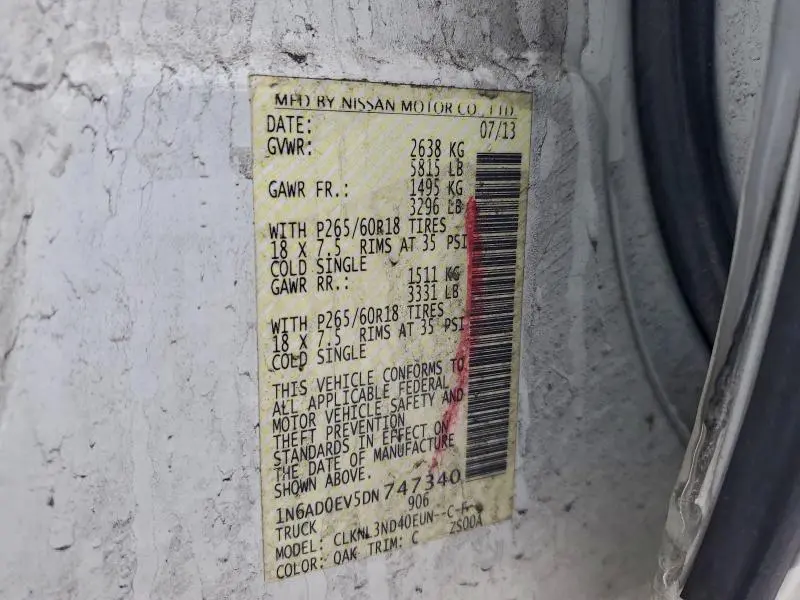 MFD BY NISSAN MOTOR CO., LTD.
DATE: 07/13
GVWR: 2638 KG
5815 LB
GAWR FR.: 1495 KG
3296 LB
WITH P265/60R18 TIRES
18 X 7.5 RIMS AT 35 PSI
COLD SINGLE
GAWR RR.: 1511 KG
3331 LB
WITH P265/60R18 TIRES
18 X 7.5 RIMS AT 35 PSI
COLD SINGLE
THIS VEHICLE CONFORMS TO
ALL APPLICABLE FEDERAL
MOTOR VEHICLE SAFETY AND
THEFT PREVENTION
STANDARDS IN EFFECT ON
THE DATE OF MANUFACTURE
SHOWN ABOVE.
1N6AD0EV5DN747340
TRUCK 906
MODEL: CLKNL3ND40EUN--C-
COLOR: QAK TRIM: C ZS00A